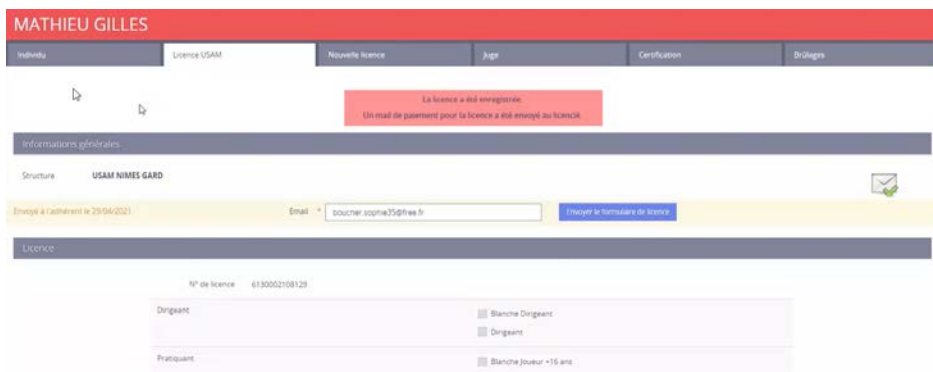 MATHIEU GILLES
Individu Licence USAM Nouvelle licence Juge Certification Brûlages
La licence a été enregistrée.
Un mail de paiement pour la licence a été envoyé au licencié.
Informations générales
Structure USAM NIMES GARD
Envoyé à l'adhérent le 29/04/2021 Email * boucher.sophie35@free.fr Envoyer le formulaire de licence
Licence
N° de licence 6130002108129
Dirigeant Blanche Dirigeant
Dirigeant
Pratiquant Blanche Joueur +16 ans